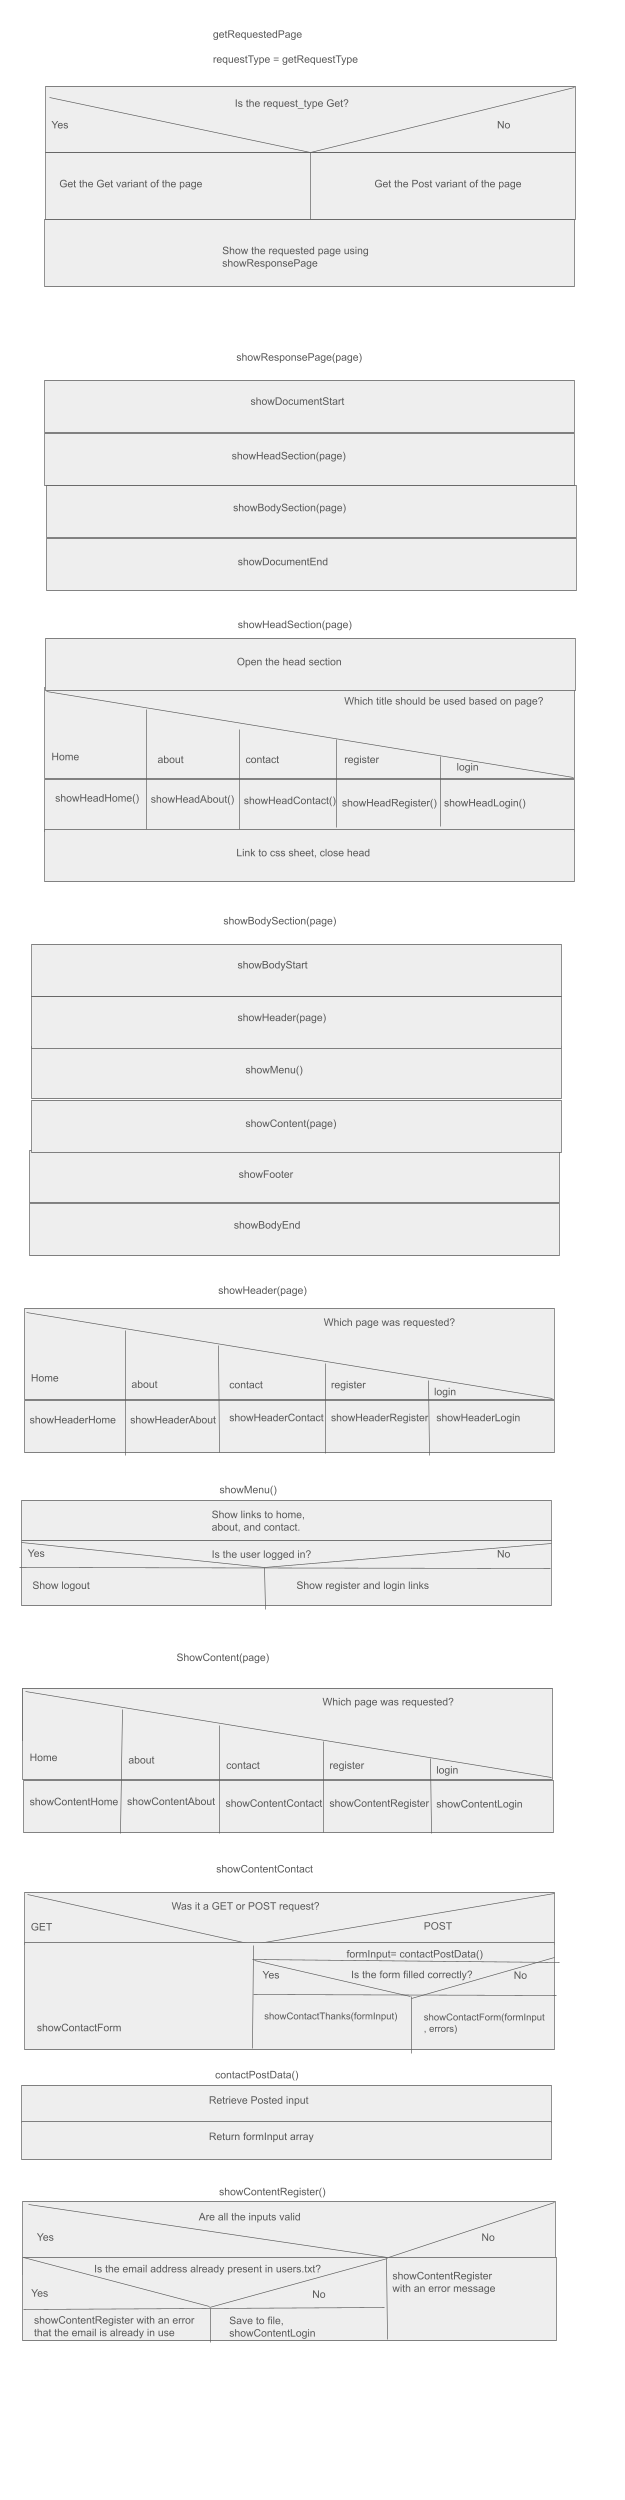 getRequestedPage
requestType = getRequestType
Is the request_type Get?
Yes
No
Get the Get variant of the page
Get the Post variant of the page
Show the requested page using
showResponsePage
showResponsePage(page)
showDocumentStart
showHeadSection(page)
showBodySection(page)
showDocumentEnd
showHeadSection(page)
Open the head section
Which title should be used based on page?
Home
about
contact
register
login
showHeadHome()
showHeadAbout()
showHeadContact()
showHeadRegister()
showHeadLogin()
Link to css sheet, close head
showBodySection(page)
showBodyStart
showHeader(page)
showMenu()
showContent(page)
showFooter
showBodyEnd
showHeader(page)
Which page was requested?
Home
about
contact
register
login
showHeaderHome
showHeaderAbout
showHeaderContact
showHeaderRegister
showHeaderLogin
showMenu()
Show links to home,
about, and contact.
Yes
Is the user logged in?
No
Show logout
Show register and login links
ShowContent(page)
Which page was requested?
Home
about
contact
register
login
showContentHome
showContentAbout
showContentContact
showContentRegister
showContentLogin
showContentContact
Was it a GET or POST request?
GET
POST
formInput= contactPostData()
Yes
Is the form filled correctly?
No
showContactForm
showContactThanks(formInput)
showContactForm(formInput
, errors)
contactPostData()
Retrieve Posted input
Return formInput array
showContentRegister()
Are all the inputs valid
Yes
No
Is the email address already present in users.txt?
Yes
No
showContentRegister
with an error message
showContentRegister with an error
that the email is already in use
Save to file,
showContentLogin